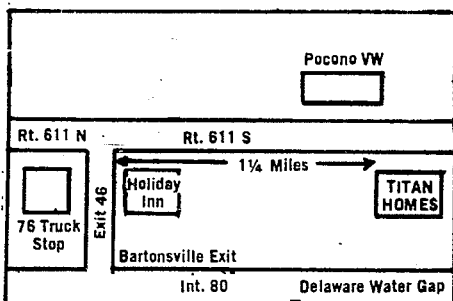 Pocono VW
Rt. 611 N
Rt. 611 S
1¼ Miles
Holiday
Inn
TITAN
HOMES
76 Truck
Stop
Exit 46
Bartonsville Exit
Int. 80
Delaware Water Gap